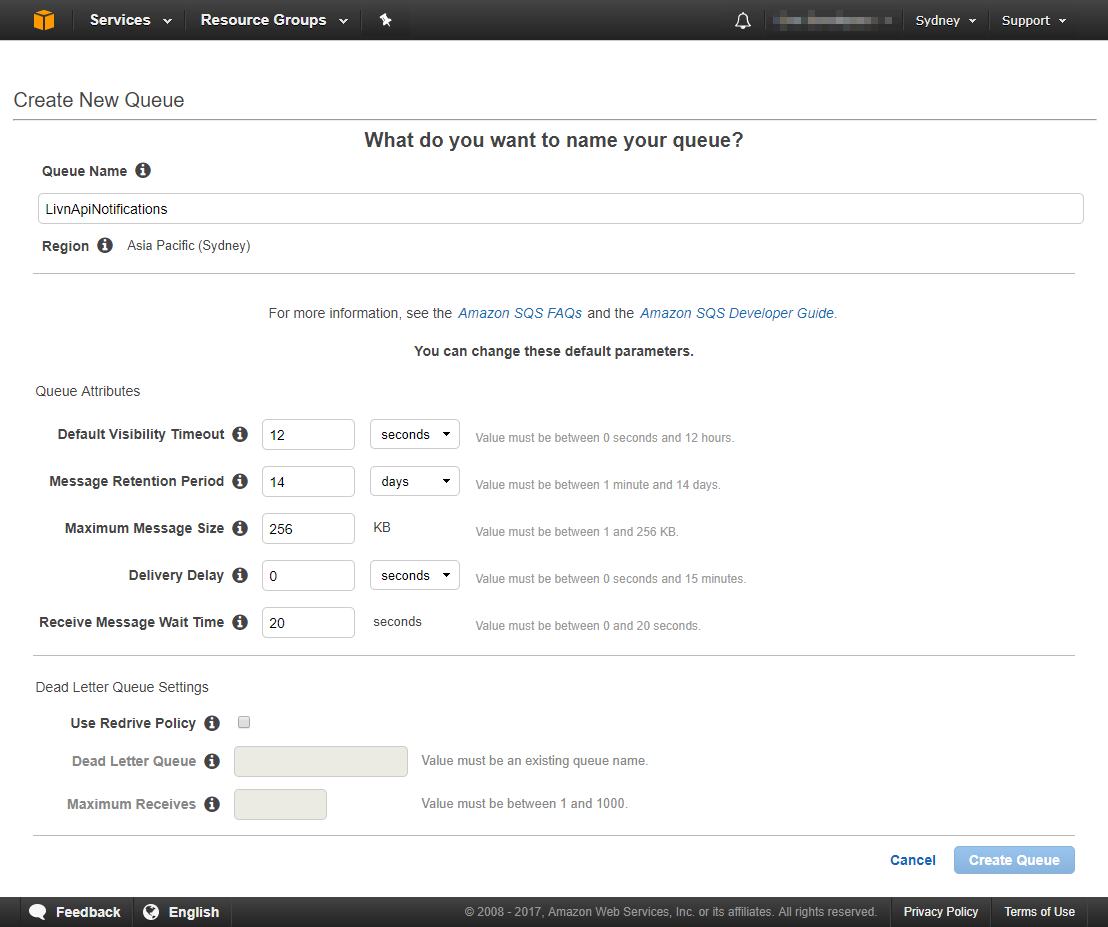 Services Resource Groups Sydney Support
Create New Queue
What do you want to name your queue?
Queue Name
LivnApiNotifications
Region Asia Pacific (Sydney)
For more information, see the Amazon SQS FAQs and the Amazon SQS Developer Guide.
You can change these default parameters.
Queue Attributes
Default Visibility Timeout 12 seconds Value must be between 0 seconds and 12 hours.
Message Retention Period 14 days Value must be between 1 minute and 14 days.
Maximum Message Size 256 KB Value must be between 1 and 256 KB.
Delivery Delay 0 seconds Value must be between 0 seconds and 15 minutes.
Receive Message Wait Time 20 seconds Value must be between 0 and 20 seconds.
Dead Letter Queue Settings
Use Redrive Policy
Dead Letter Queue Value must be an existing queue name.
Maximum Receives Value must be between 1 and 1000.
Cancel Create Queue
Feedback English © 2008 - 2017, Amazon Web Services, Inc. or its affiliates. All rights reserved. Privacy Policy Terms of Use